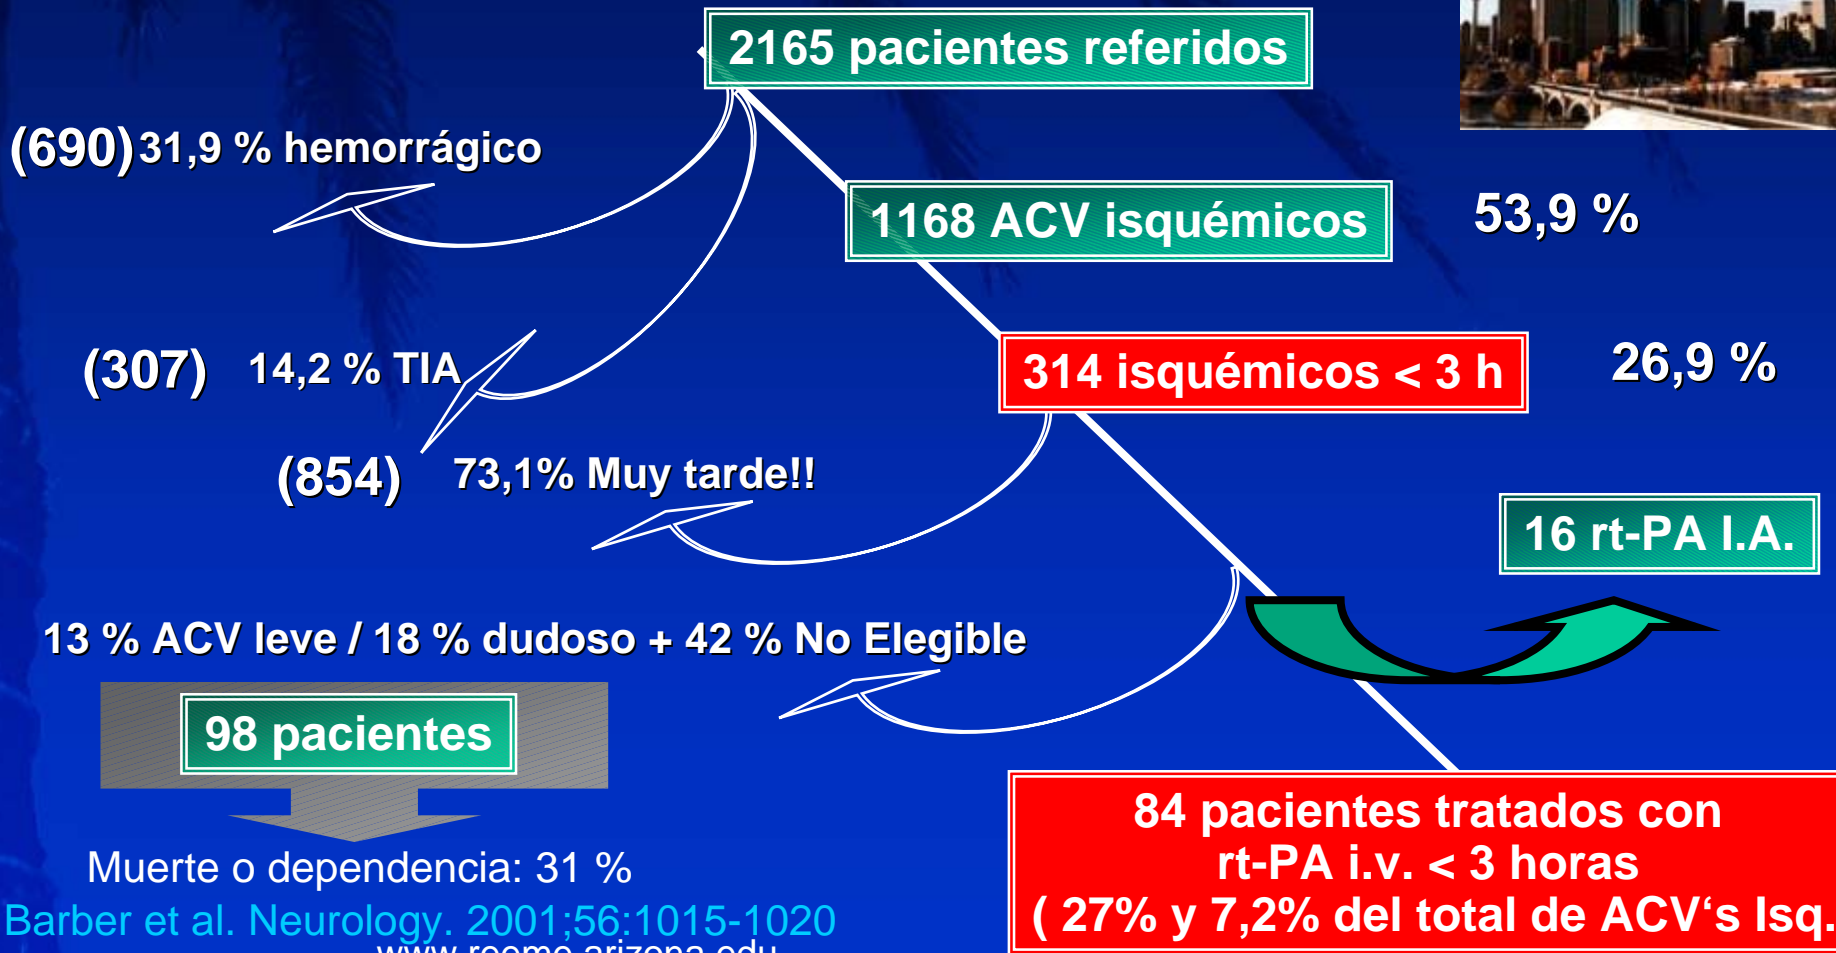 2165 pacientes referidos
(690) 31,9 % hemorrágico
1168 ACV isquémicos
53,9 %
(307) 14,2 % TIA
314 isquémicos < 3 h
26,9 %
(854) 73,1% Muy tarde!!
16 rt-PA I.A.
13 % ACV leve / 18 % dudoso + 42 % No Elegible
98 pacientes
84 pacientes tratados con
rt-PA i.v. < 3 horas
( 27% y 7,2% del total de ACV‘s Isq.
Muerte o dependencia: 31 %
Barber et al. Neurology. 2001;56:1015-1020